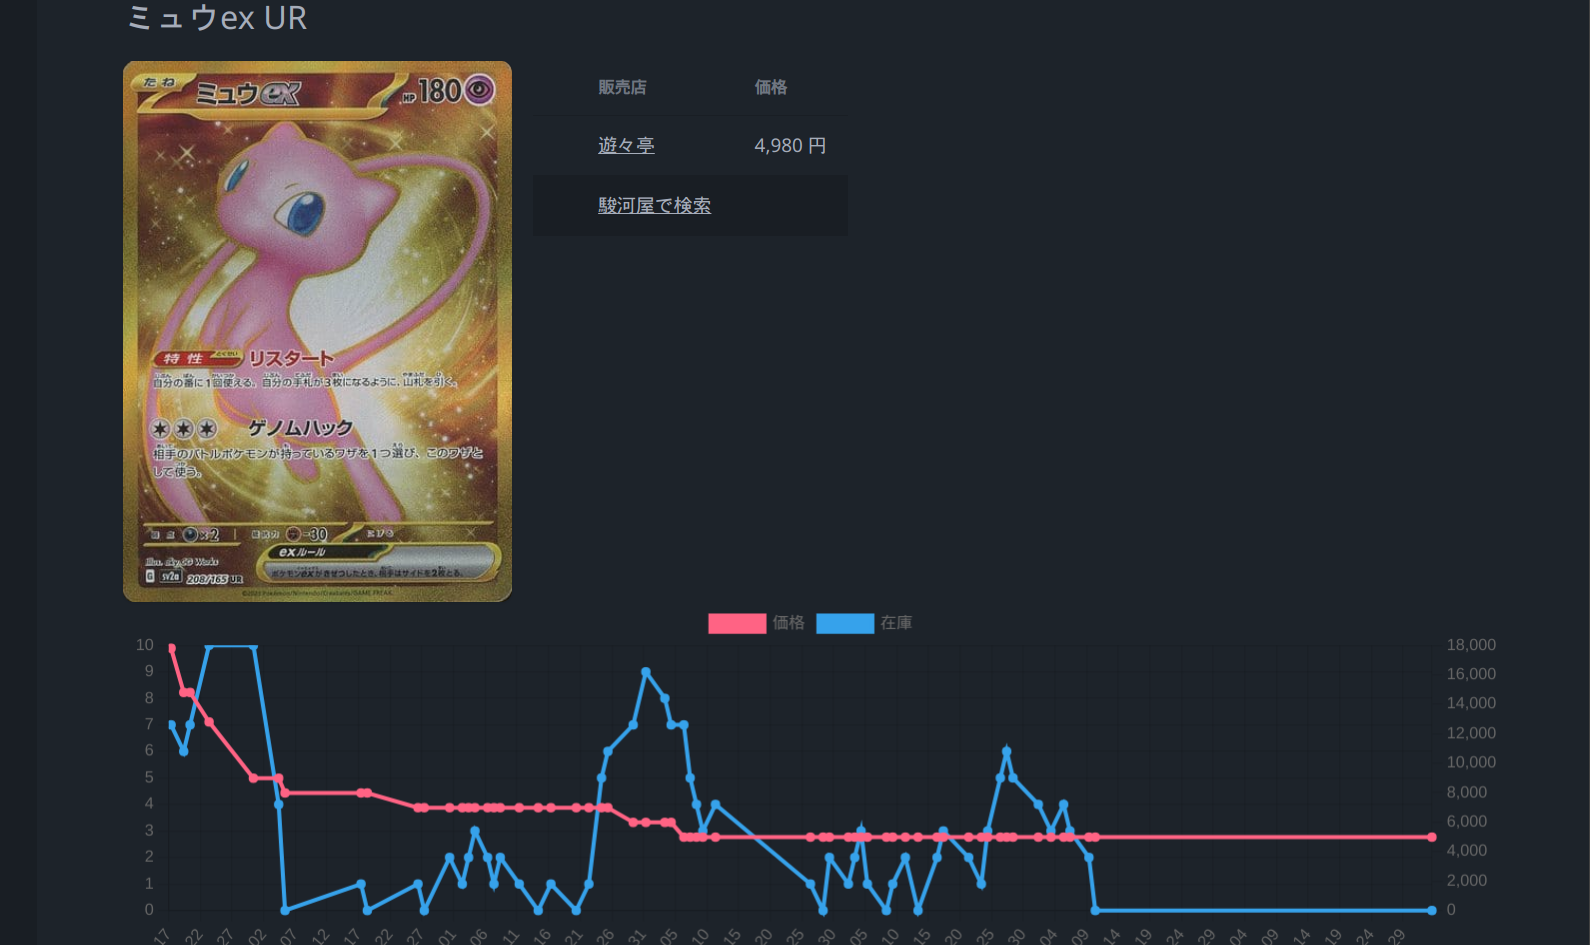 ミュウex UR
たね
ミュウex
HP 180
販売店 価格
遊々亭 4,980 円
駿河屋で検索
特性 リスタート
自分の番に1回使える。自分の手札が3枚になるように、山札を引く。
ゲノムハック
相手のバトルポケモンが持っているワザを1つ選び、このワザと
して使う。
×2 -30 にげる
exルール
ポケモンexがきぜつしたとき、相手はサイドを2枚とる。
G sv2a 208/165 UR
価格 在庫
10 18,000
9 16,000
8 14,000
7 12,000
6 10,000
5 8,000
4 6,000
3 4,000
2 2,000
1 0
0
17 22 27 02 07 12 17 22 27 01 06 11 16 21 26 31 05 10 15 20 25 30 05 10 15 20 25 30 04 09 14 19 24 29 04 09 14 19 24 29